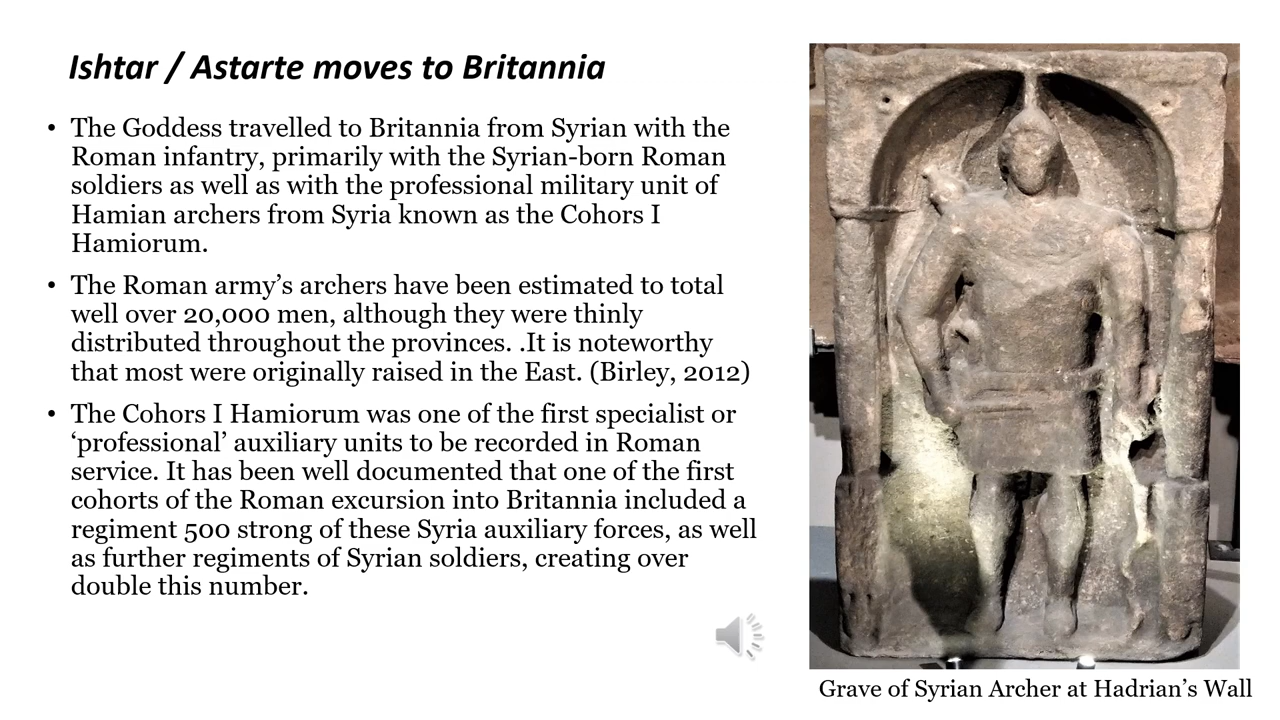 Ishtar / Astarte moves to Britannia
• The Goddess travelled to Britannia from Syrian with the
Roman infantry, primarily with the Syrian-born Roman
soldiers as well as with the professional military unit of
Hamian archers from Syria known as the Cohors I
Hamiorum.
• The Roman army’s archers have been estimated to total
well over 20,000 men, although they were thinly
distributed throughout the provinces. .It is noteworthy
that most were originally raised in the East. (Birley, 2012)
• The Cohors I Hamiorum was one of the first specialist or
‘professional’ auxiliary units to be recorded in Roman
service. It has been well documented that one of the first
cohorts of the Roman excursion into Britannia included a
regiment 500 strong of these Syria auxiliary forces, as well
as further regiments of Syrian soldiers, creating over
double this number.
Grave of Syrian Archer at Hadrian’s Wall